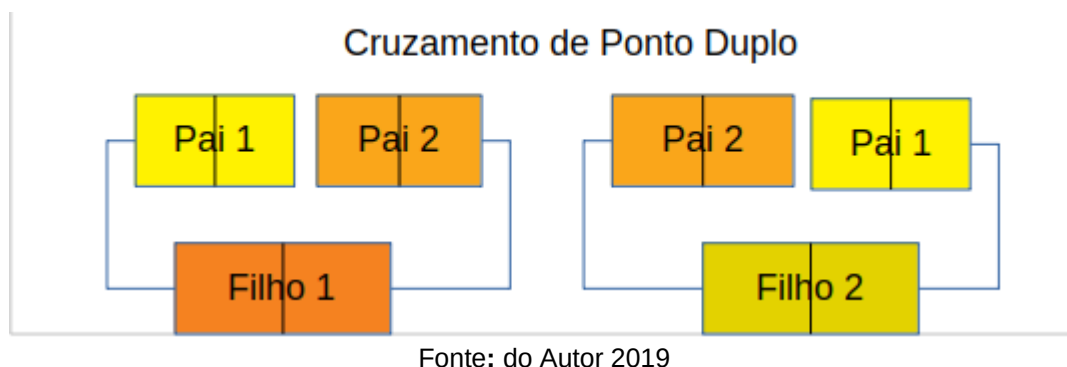 Cruzamento de Ponto Duplo
Pai 1 Pai 2 Pai 2 Pai 1
Filho 1 Filho 2
Fonte: do Autor 2019